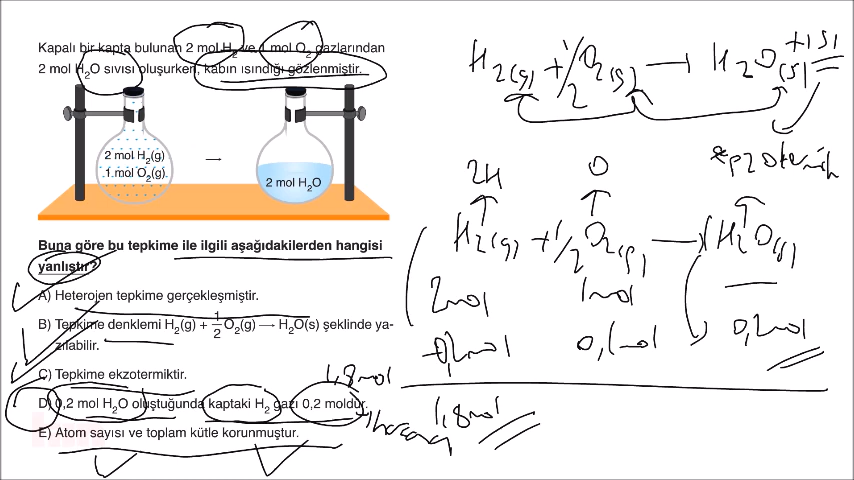 Kapalı bir kapta bulunan 2 mol H₂ ve 1 mol O₂ gazlarından
2 mol H₂O sıvısı oluşurken, kabın ısındığı gözlenmiştir.
2 mol H₂(g)
1 mol O₂(g)
→
2 mol H₂O
Buna göre bu tepkime ile ilgili aşağıdakilerden hangisi
yanlıştır?
A) Heterojen tepkime gerçekleşmiştir.
B) Tepkime denklemi H₂(g) + 1/2 O₂(g) → H₂O(s) şeklinde ya-
zılabilir.
C) Tepkime ekzotermiktir.
D) 0,2 mol H₂O oluştuğunda kaptaki H₂ gazı 0,2 moldür.
E) Atom sayısı ve toplam kütle korunmuştur.
H₂(g) + 1/2 O₂(g) → H₂O(s) + ısı
2H O
H₂(g) + 1/2 O₂(g) → H₂O(s)
2mol 1mol
-0,2mol 0,1mol 0,2mol
1,8mol
1,8mol